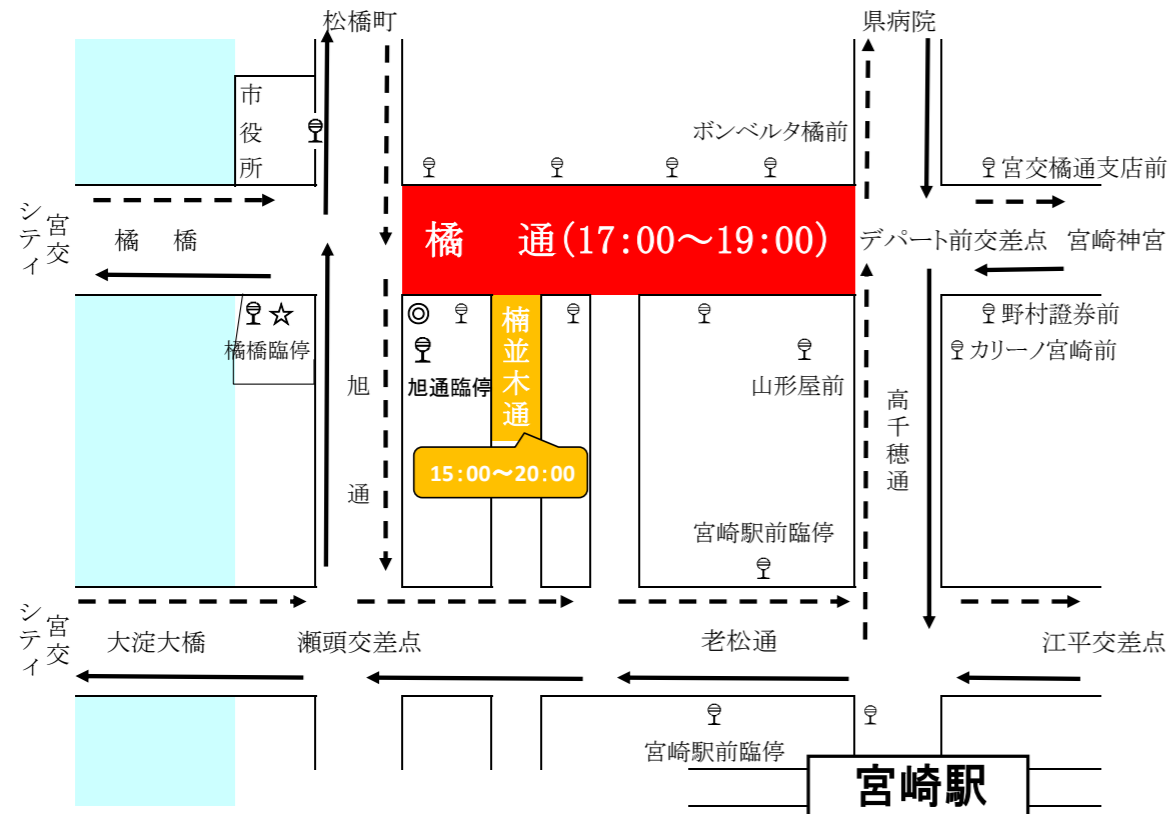 松橋町
県病院
市役所
ボンベルタ橘前
宮交橘通支店前
宮交シティ
橘　橋
橘　通(17:00～19:00)
デパート前交差点
宮崎神宮
☆
橘橋臨停
◎
旭通臨停
楠並木通
野村證券前
カリーノ宮崎前
山形屋前
旭通
高千穂通
15:00～20:00
宮崎駅前臨停
宮交シティ
大淀大橋
瀬頭交差点
老松通
江平交差点
宮崎駅前臨停
宮崎駅